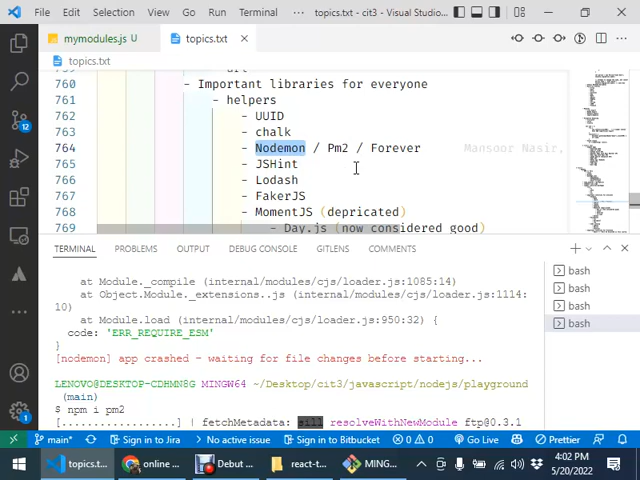 File Edit Selection View Go Run Terminal ··· topics.txt - cit3 - Visual Studio...
mymodules.js 9+ topics.txt
topics.txt
760 - Important libraries for everyone
761 - helpers
762 - UUID
763 - chalk
764 - Nodemon / Pm2 / Forever Mansoor Nasir,
765 - JSHint
766 - Lodash
767 - FakerJS
768 - MomentJS (depricated)
769 - Day.js (now considered good)
TERMINAL PROBLEMS OUTPUT DEBUG CONSOLE GITLENS COMMENTS
at Module._compile (internal/modules/cjs/loader.js:1085:14)
at Object.Module._extensions..js (internal/modules/cjs/loader.js:1114:
10)
at Module.load (internal/modules/cjs/loader.js:950:32) {
code: 'ERR_REQUIRE_ESM'
}
[nodemon] app crashed - waiting for file changes before starting...
LENOVO@DESKTOP-CDHMN8G MINGW64 ~/Desktop/cit3/javascript/nodejs/playground
(main)
$ npm i pm2
[.................] | fetchMetadata: sill resolveWithNewModule ftp@0.3.1
bash
bash
bash
bash
12
main* Sign in to Jira No active issue Sign in to Bitbucket 0 0 Go Live Prettier
topics.t... online ... Debut ... react-t... MING... 4:02 PM
5/20/2022